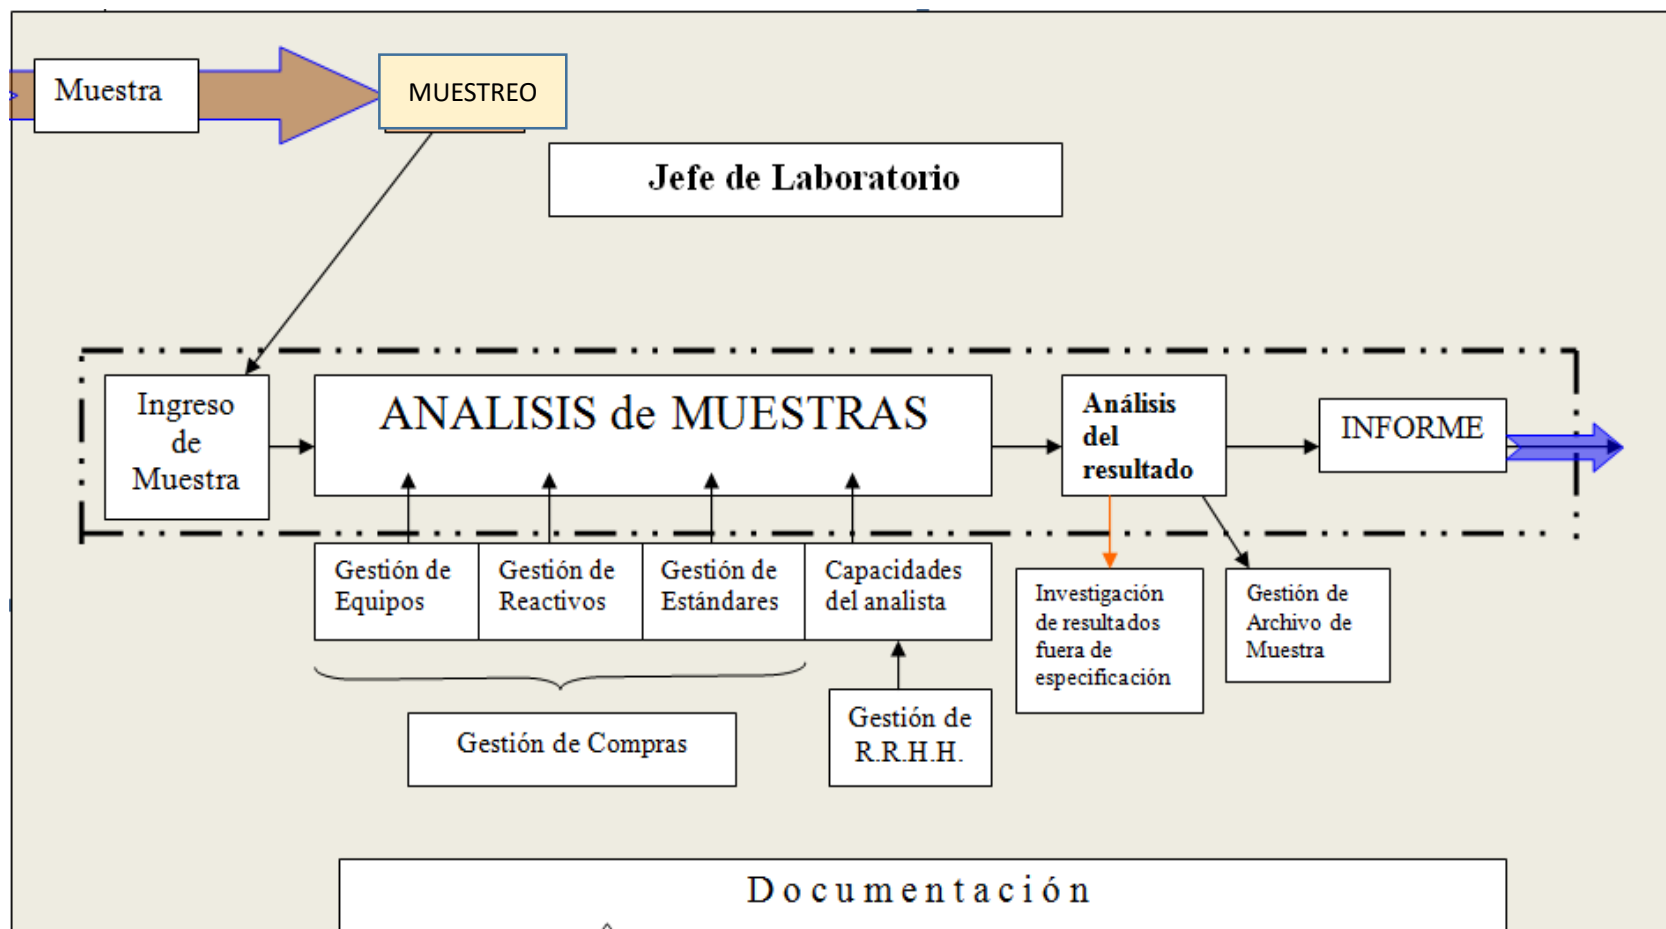 Muestra
MUESTREO
Jefe de Laboratorio
Ingreso
de
Muestra
ANALISIS de MUESTRAS
Análisis
del
resultado
INFORME
Gestión de
Equipos
Gestión de
Reactivos
Gestión de
Estándares
Capacidades
del analista
Investigación
de resultados
fuera de
especificación
Gestión de
Archivo de
Muestra
Gestión de Compras
Gestión de
R.R.H.H.
Documentación